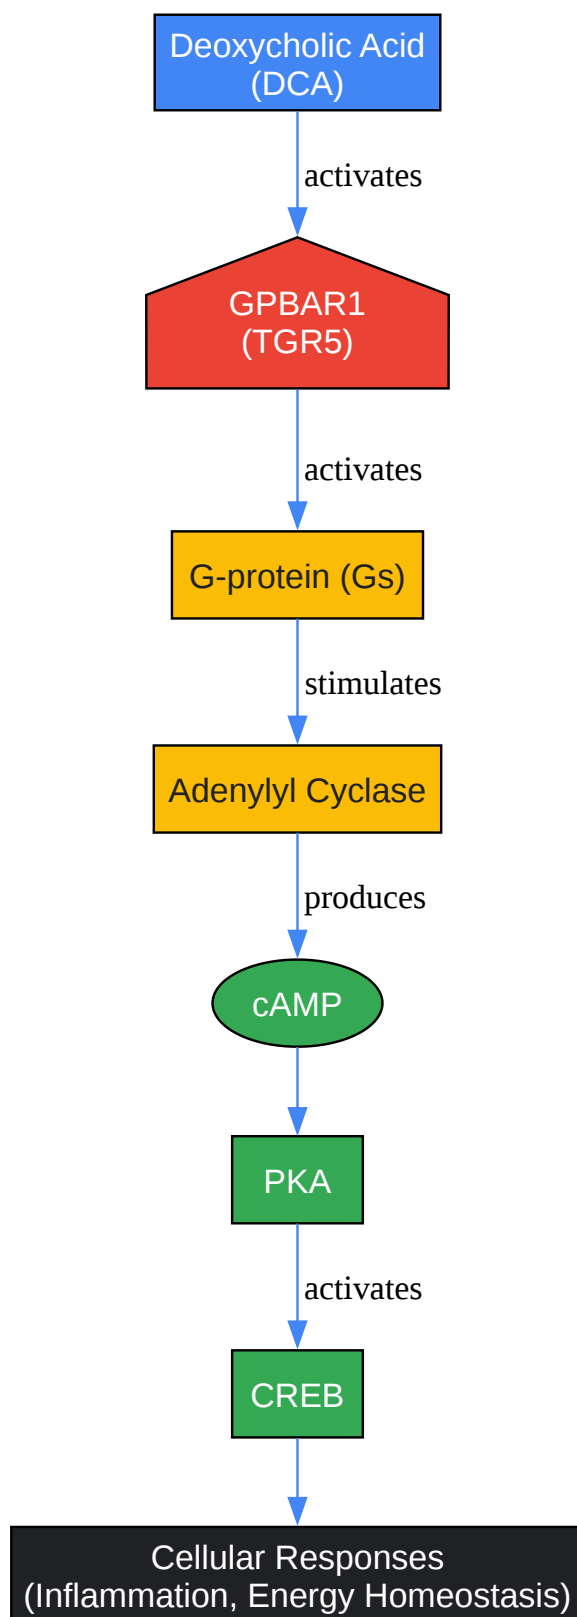 Deoxycholic Acid
(DCA)
activates
GPBAR1
(TGR5)
activates
G-protein (Gs)
stimulates
Adenylyl Cyclase
produces
cAMP
PKA
activates
CREB
Cellular Responses
(Inflammation, Energy Homeostasis)